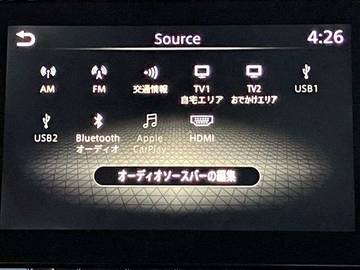 Source
4:26
AM
FM
交通情報
TV1
自宅エリア
TV2
おでかけエリア
USB1
USB2
Bluetooth
オーディオ
Apple
CarPlay
HDMI
オーディオソースバーの編集